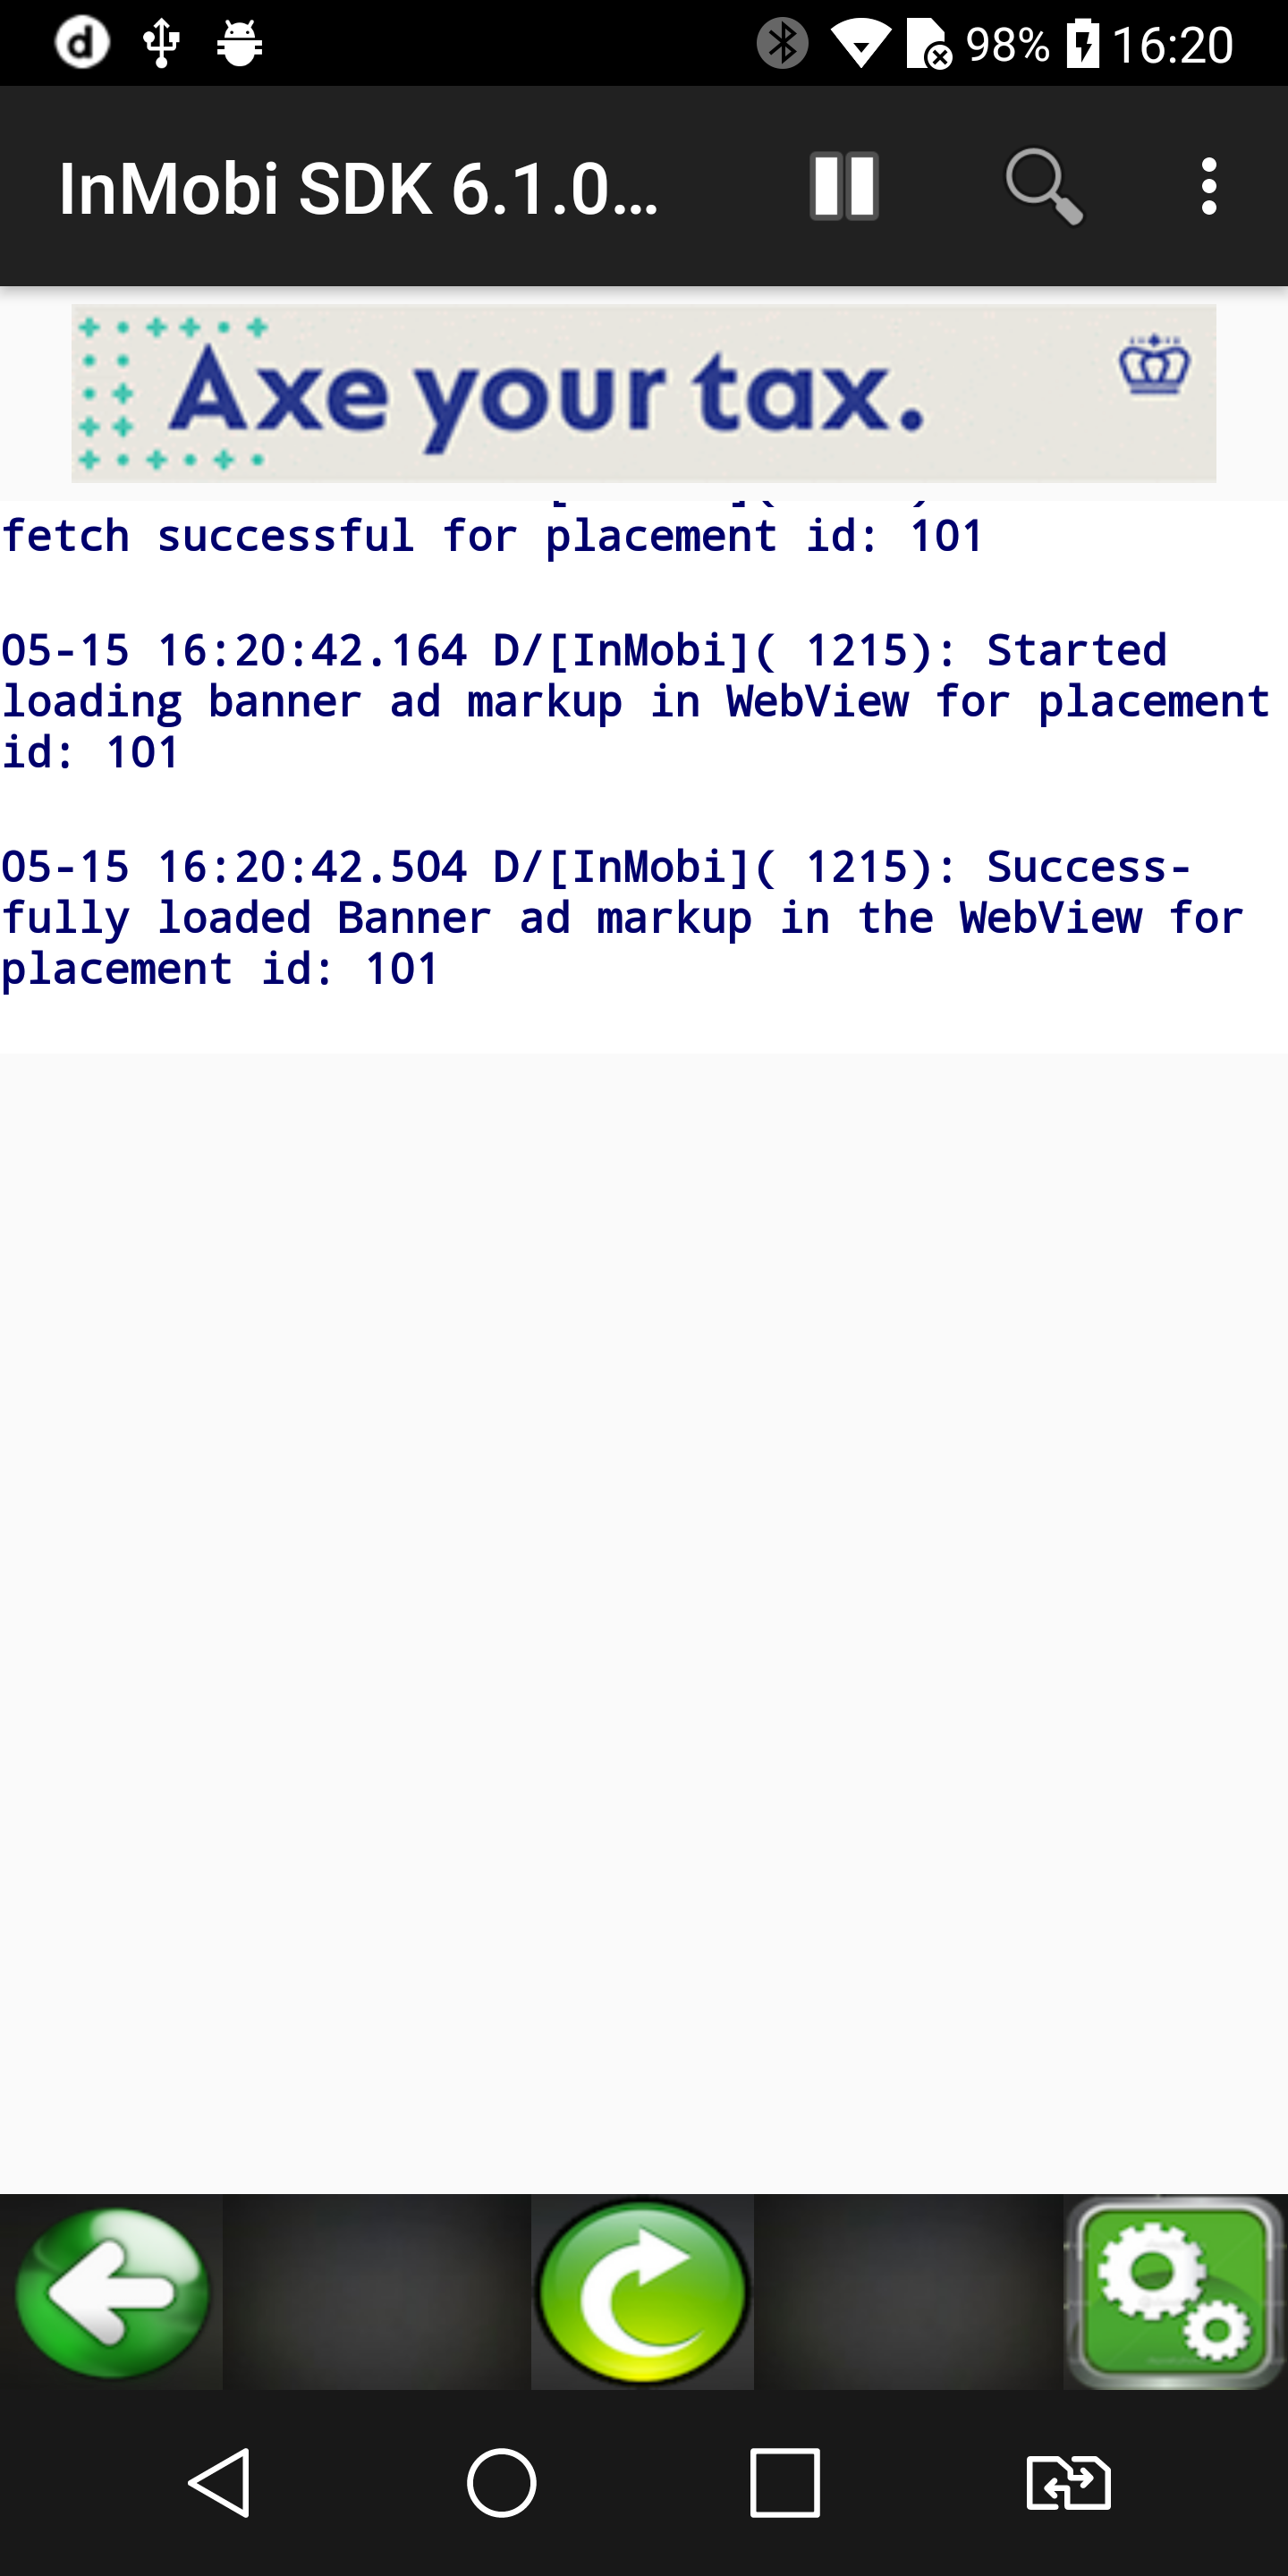 98% 16:20
InMobi SDK 6.1.0...
Axe your tax.
fetch successful for placement id: 101
05-15 16:20:42.164 D/[InMobi]( 1215): Started
loading banner ad markup in WebView for placement
id: 101
05-15 16:20:42.504 D/[InMobi]( 1215): Success-
fully loaded Banner ad markup in the WebView for
placement id: 101